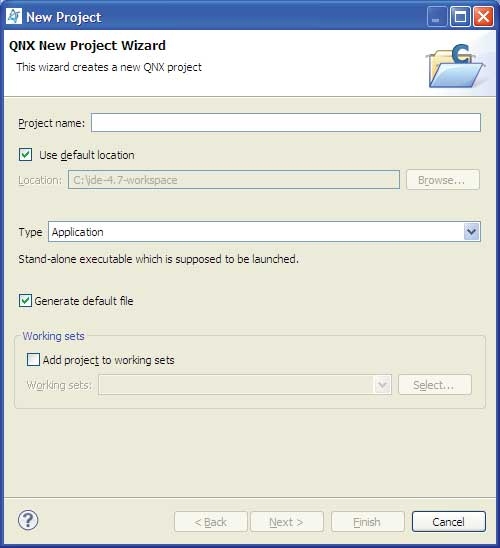 New Project
QNX New Project Wizard
This wizard creates a new QNX project
Project name:
Use default location
Location: C:\ide-4.7-workspace Browse...
Type Application
Stand-alone executable which is supposed to be launched.
Generate default file
Working sets
Add project to working sets
Working sets: Select...
? < Back Next > Finish Cancel